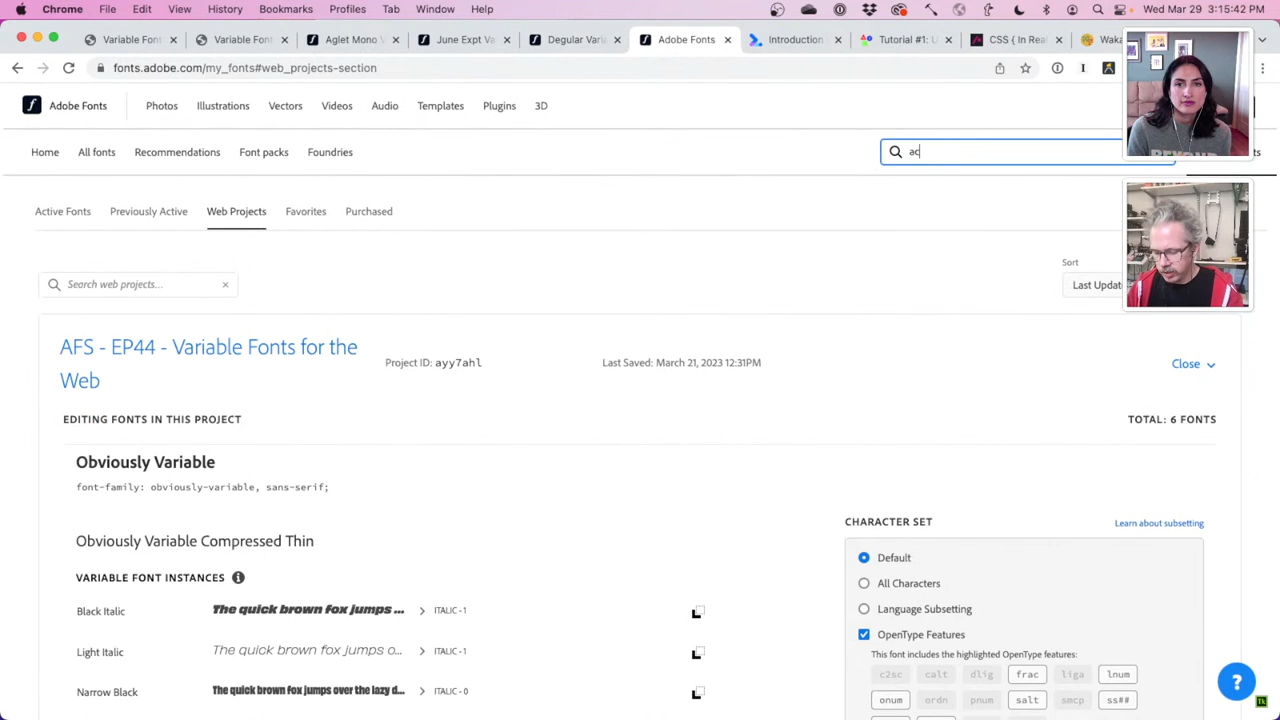 Chrome File Edit View History Bookmarks Profiles Tab Window Help
Wed Mar 29 3:15:42 PM
Variable Fon
Variable Font
Aglet Mono V
June Expt Va
Degular Varia
Adobe Fonts
Introduction
Tutorial #1: U
CSS { In Rea
Waka
fonts.adobe.com/my_fonts#web_projects-section
Adobe Fonts
Photos Illustrations Vectors Videos Audio Templates Plugins 3D
Home All fonts Recommendations Font packs Foundries
ac
Active Fonts Previously Active Web Projects Favorites Purchased
Search web projects...
Sort
Last Update
AFS - EP44 - Variable Fonts for the
Web
Project ID: ayy7ahl
Last Saved: March 21, 2023 12:31PM
Close
EDITING FONTS IN THIS PROJECT
TOTAL: 6 FONTS
Obviously Variable
font-family: obviously-variable, sans-serif;
Obviously Variable Compressed Thin
VARIABLE FONT INSTANCES
Black Italic The quick brown fox jumps ... ITALIC - 1
Light Italic The quick brown fox jumps o... ITALIC - 1
Narrow Black The quick brown fox jumps over the lazy d... ITALIC - 0
CHARACTER SET
Learn about subsetting
Default
All Characters
Language Subsetting
OpenType Features
This font includes the highlighted OpenType features:
c2sc calt dlig frac liga lnum
onum ordn pnum salt smcp ss##
?